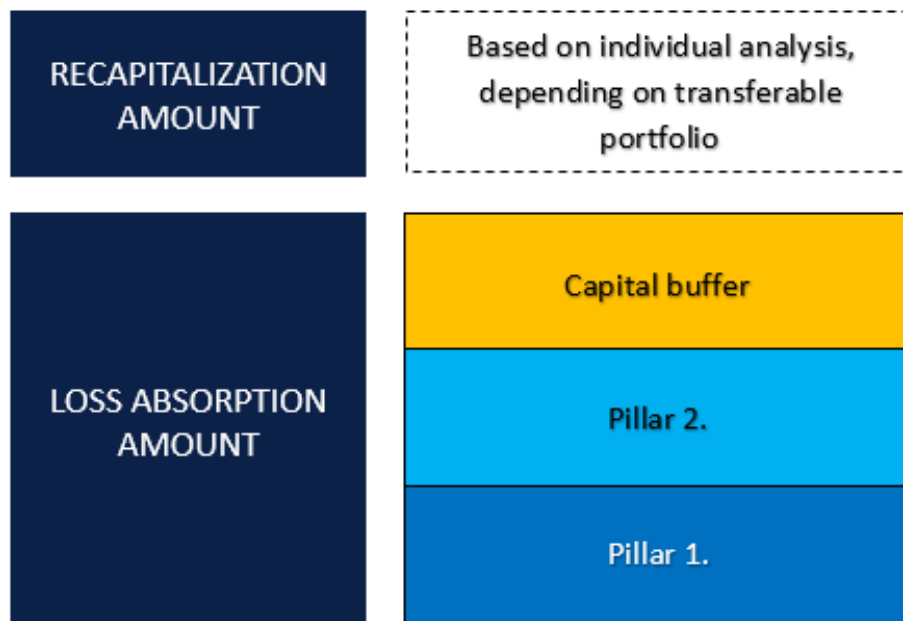 RECAPITALIZATION
AMOUNT
Based on individual analysis,
depending on transferable
portfolio
LOSS ABSORPTION
AMOUNT
Capital buffer
Pillar 2.
Pillar 1.